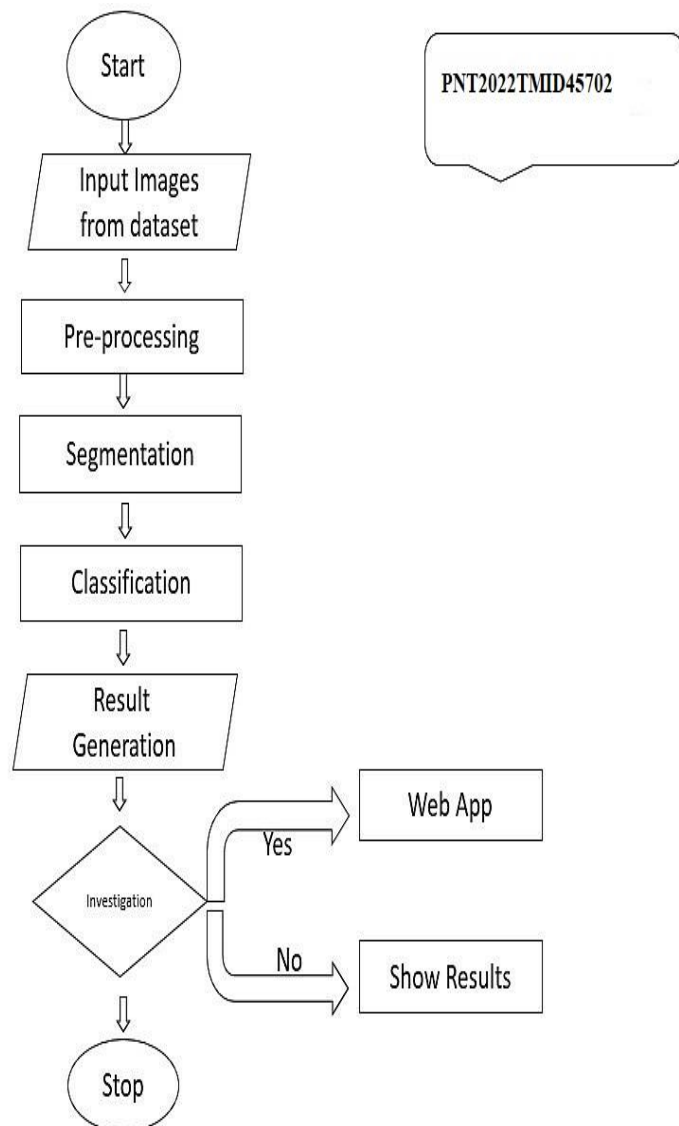 Start
PNT2022TMID45702
Input Images
from dataset
Pre-processing
Segmentation
Classification
Result
Generation
Web App
Yes
Investigation
No
Show Results
Stop